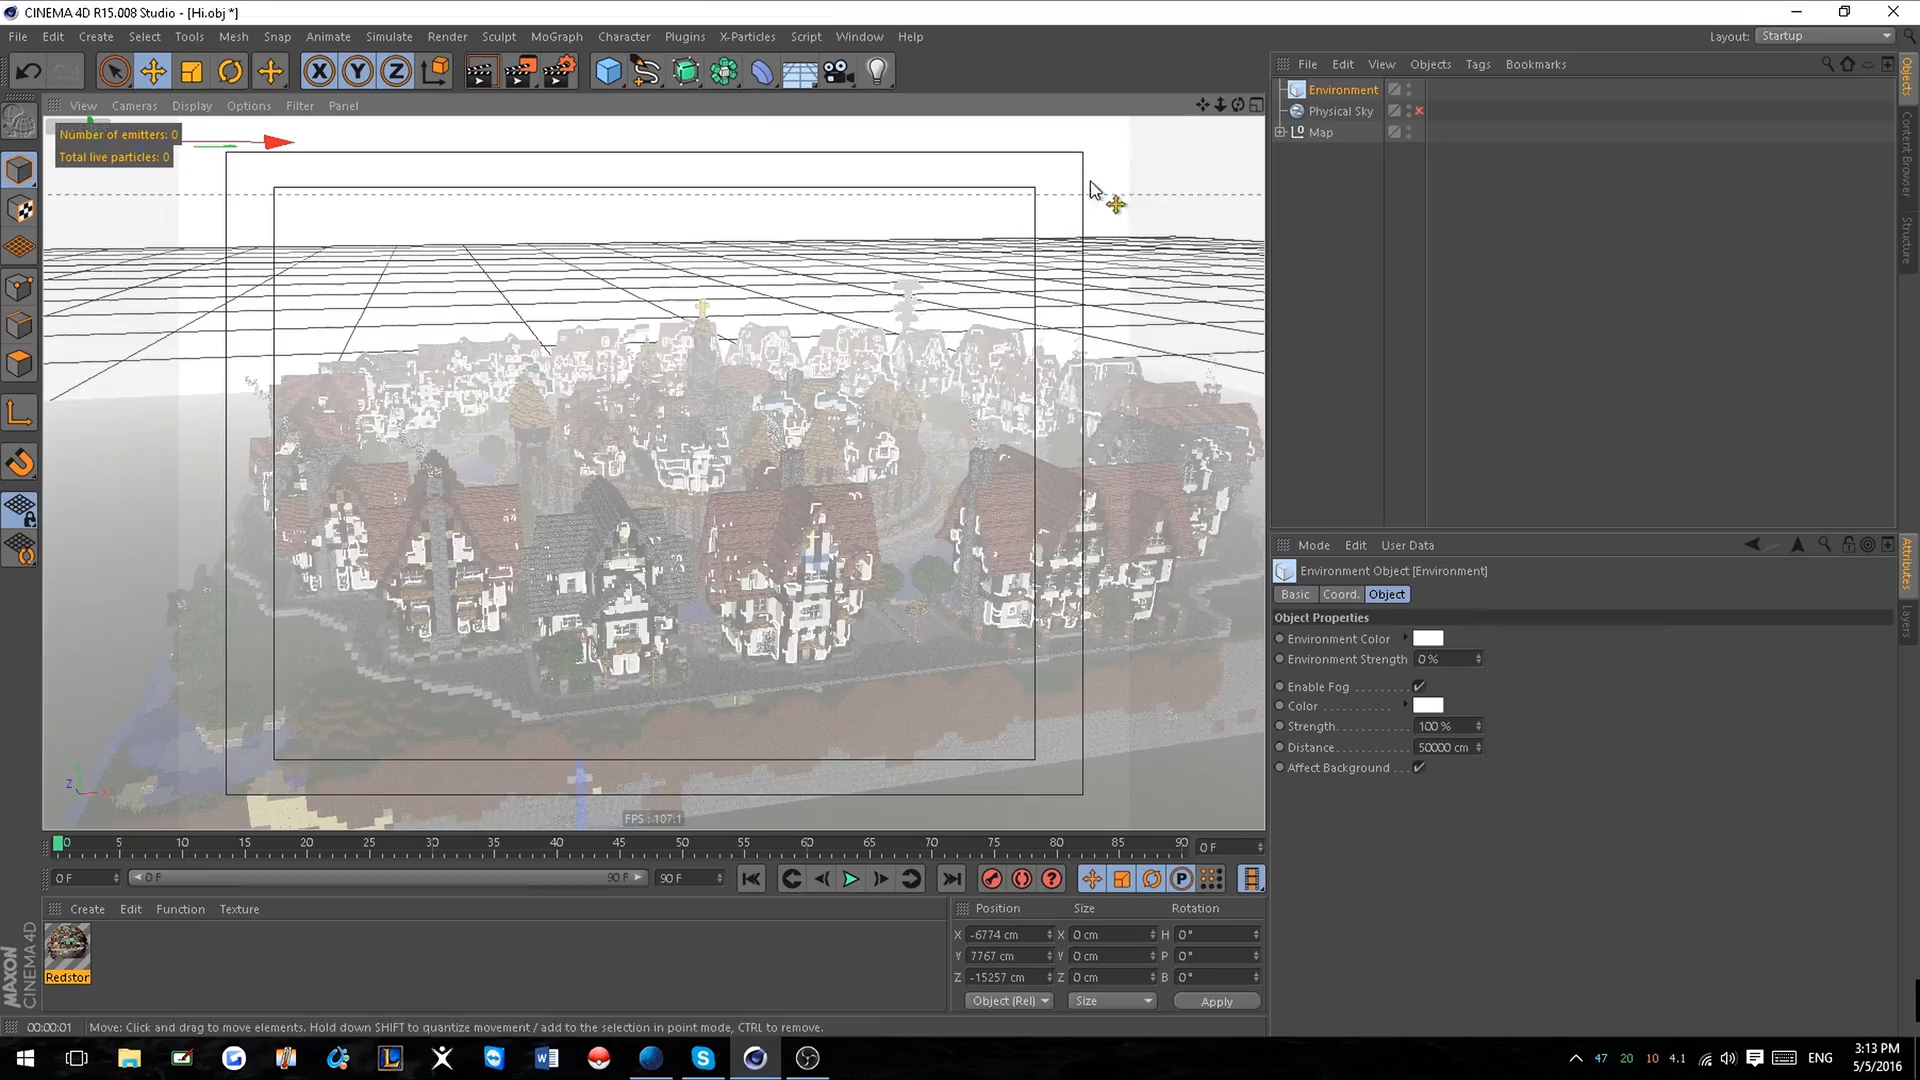 CINEMA 4D R15.008 Studio - [Hi.obj *]
File Edit Create Select Tools Mesh Snap Animate Simulate Render Sculpt MoGraph Character Plugins X-Particles Script Window Help
Layout: Startup
View Cameras Display Options Filter Panel
File Edit View Objects Tags Bookmarks
Number of emitters: 0
Total live particles: 0
Environment
Physical Sky
Map
Objects
Content Browser
Structure
Mode Edit User Data
Environment Object [Environment]
Basic Coord. Object
Object Properties
Environment Color
Environment Strength 0 %
Enable Fog
Color
Strength 100 %
Distance 50000 cm
Affect Background
Attributes
Layers
Z X
FPS : 107.1
0 5 10 15 20 25 30 35 40 45 50 55 60 65 70 75 80 85 90 0 F
0 F 0 F 90 F 90 F
Create Edit Function Texture
Redstor
MAXON CINEMA 4D
Position Size Rotation
X -6774 cm X 0 cm H 0°
Y 7767 cm Y 0 cm P 0°
Z -15257 cm Z 0 cm B 0°
Object (Rel) Size Apply
00:00:01 Move: Click and drag to move elements. Hold down SHIFT to quantize movement / add to the selection in point mode, CTRL to remove.
47 20 10 4.1 ENG
3:13 PM
5/5/2016